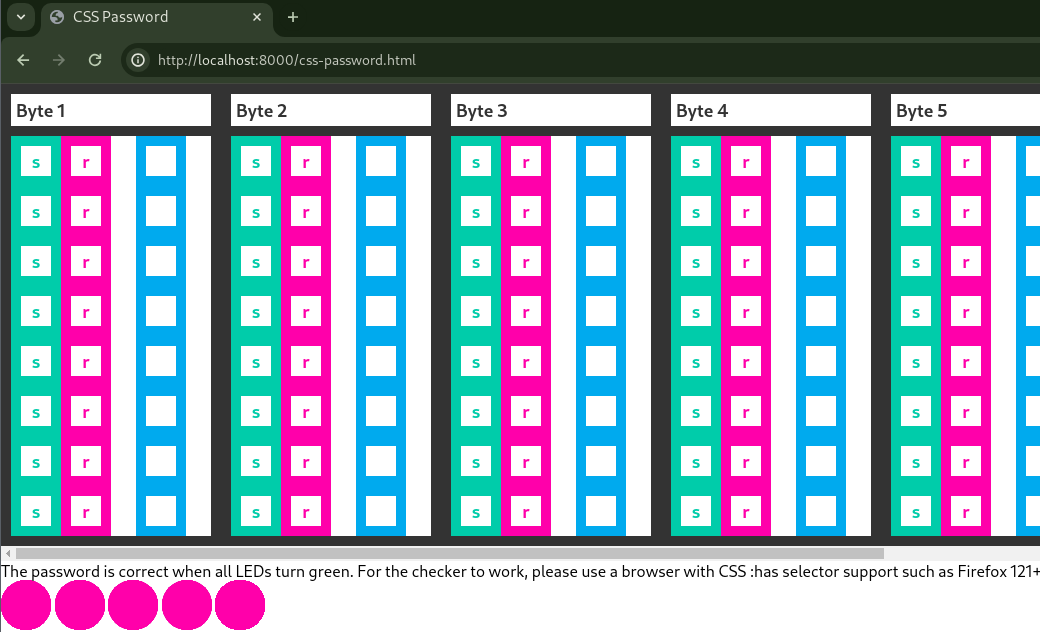 CSS Password
http://localhost:8000/css-password.html
Byte 1 Byte 2 Byte 3 Byte 4 Byte 5
s r s r s r s r s r
s r s r s r s r s r
s r s r s r s r s r
s r s r s r s r s r
s r s r s r s r s r
s r s r s r s r s r
s r s r s r s r s r
s r s r s r s r s r
The password is correct when all LEDs turn green. For the checker to work, please use a browser with CSS :has selector support such as Firefox 121+